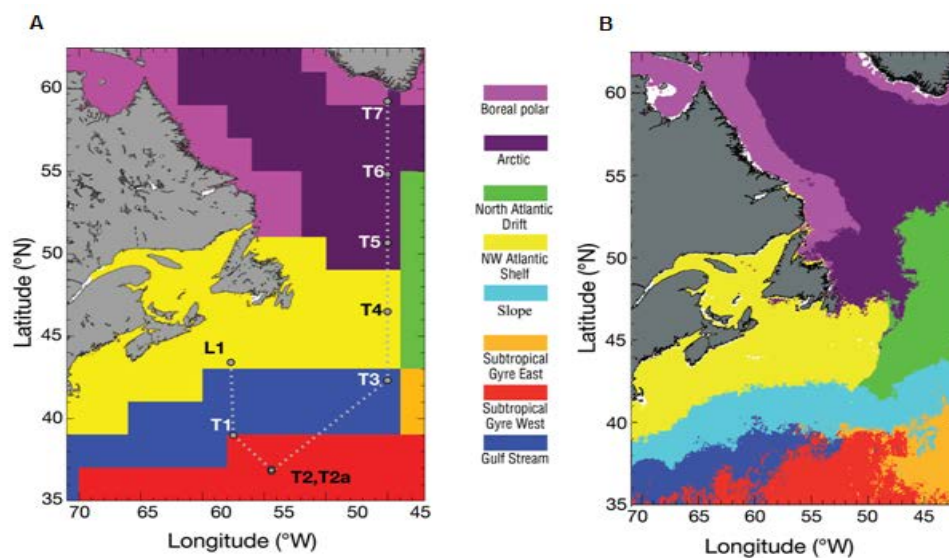 A
B
60
55
50
45
40
35
Latitude (°N)
70
65
60
55
50
45
Longitude (°W)
T7
T6
T5
T4
L1
T3
T1
T2,T2a
Boreal polar
Arctic
North Atlantic
Drift
NW Atlantic
Shelf
Slope
Subtropical
Gyre East
Subtropical
Gyre West
Gulf Stream
60
55
50
45
40
35
Latitude (°N)
70
65
60
55
50
45
Longitude (°W)